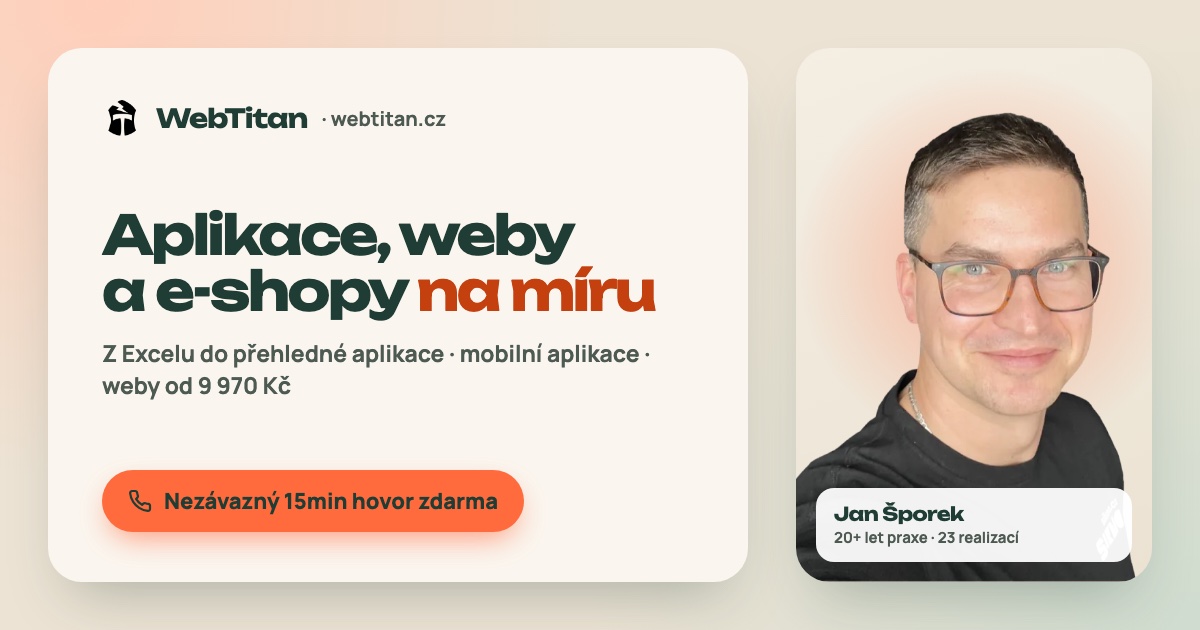 WebTitan · webtitan.cz
Aplikace, weby
a e-shopy na míru
Z Excelu do přehledné aplikace · mobilní aplikace ·
weby od 9 970 Kč
Nezávazný 15min hovor zdarma
Jan Šporek
20+ let praxe · 23 realizací